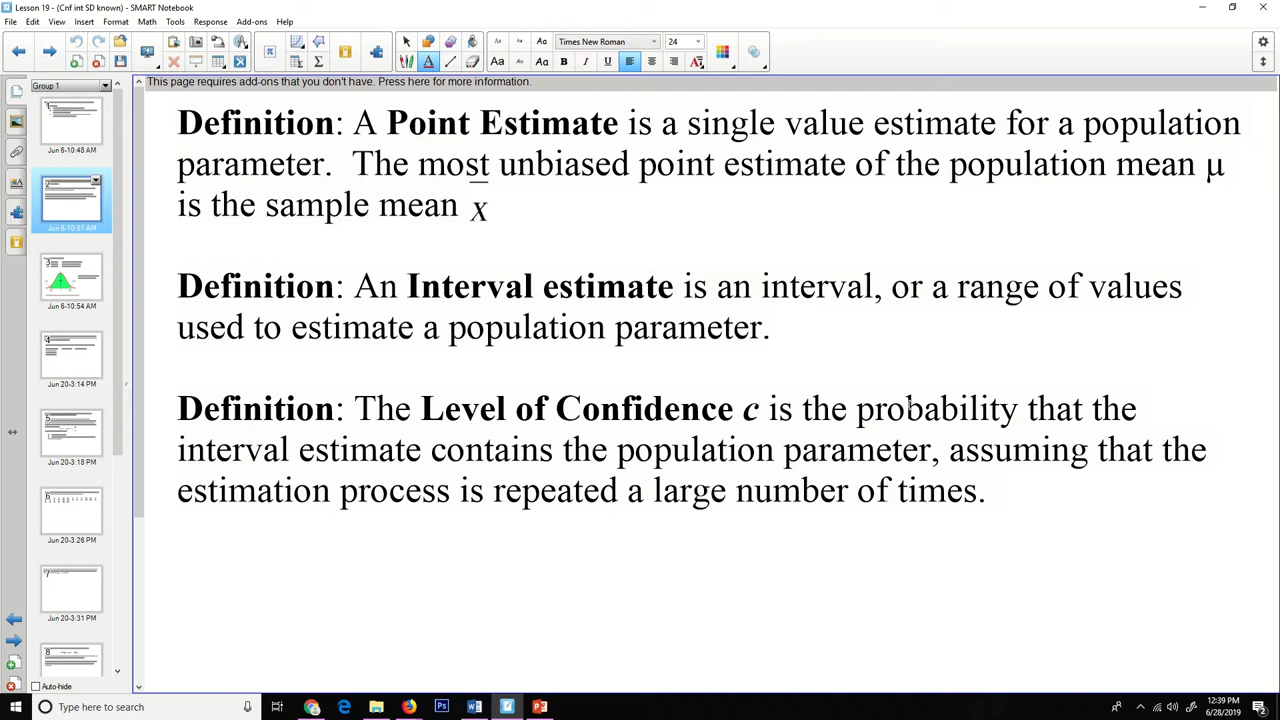 Lesson 19 - (Cnf int SD known) - SMART Notebook
File Edit View Insert Format Math Tools Response Add-ons Help
Times New Roman 24
This page requires add-ons that you don't have. Press here for more information.
Group 1
1
Jun 6-10:48 AM
2
Jun 6-10:51 AM
3
Jun 6-10:54 AM
4
Jun 20-3:14 PM
5
Jun 20-3:18 PM
6
Jun 20-3:26 PM
7
Jun 20-3:31 PM
8
Auto-hide
Definition: A Point Estimate is a single value estimate for a population
parameter. The most unbiased point estimate of the population mean µ
is the sample mean x̅
Definition: An Interval estimate is an interval, or a range of values
used to estimate a population parameter.
Definition: The Level of Confidence c is the probability that the
interval estimate contains the population parameter, assuming that the
estimation process is repeated a large number of times.
Type here to search
12:39 PM
6/28/2019